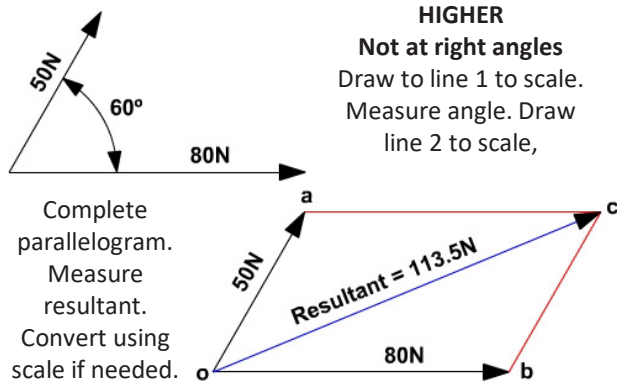 HIGHER
Not at right angles
Draw to line 1 to scale.
Measure angle. Draw
line 2 to scale,
50N
60º
80N
Complete
parallelogram.
Measure
resultant.
Convert using
scale if needed.
a
c
50N
Resultant = 113.5N
o
80N
b